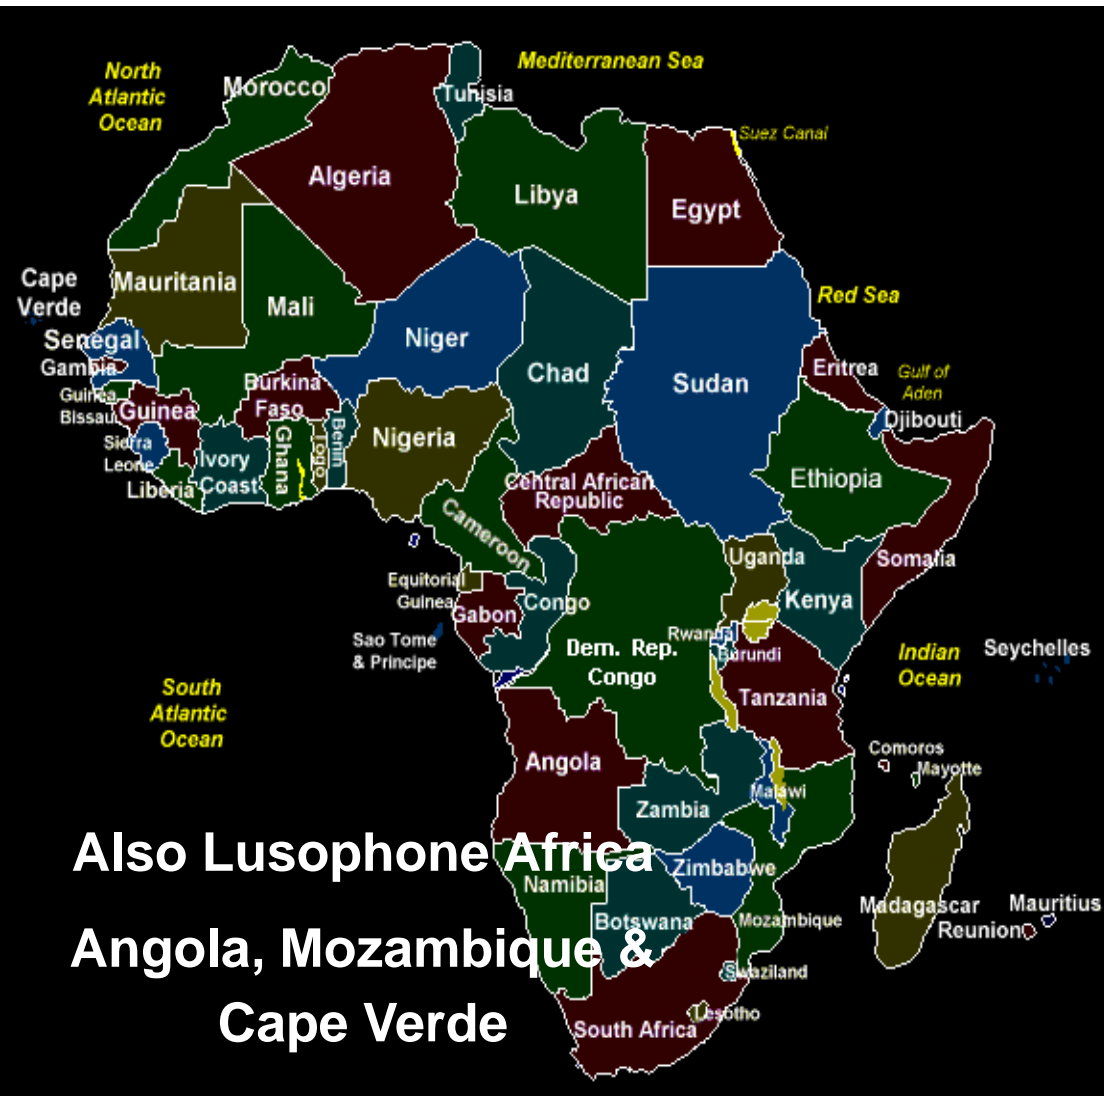 North
Atlantic
Ocean
Mediterranean Sea
Morocco
Tunisia
Suez Canal
Algeria
Libya
Egypt
Cape
Verde
Mauritania
Mali
Niger
Chad
Sudan
Red Sea
Senegal
Gambia
Guinea
Bissau
Guinea
Burkina
Faso
Eritrea
Gulf of
Aden
Djibouti
Sierra
Leone
Liberia
Ivory
Coast
Ghana
Togo
Benin
Nigeria
Central African
Republic
Ethiopia
Cameroon
Somalia
Uganda
Kenya
Equitorial
Guinea
Gabon
Congo
Sao Tome
& Principe
Dem. Rep.
Congo
Rwanda
Burundi
Tanzania
Indian
Ocean
Seychelles
South
Atlantic
Ocean
Angola
Zambia
Malawi
Comoros
Mayotte
Also Lusophone Africa
Namibia
Zimbabwe
Botswana
Mozambique
Madagascar
Mauritius
Reunion
Angola, Mozambique &
Cape Verde
Swaziland
Lesotho
South Africa